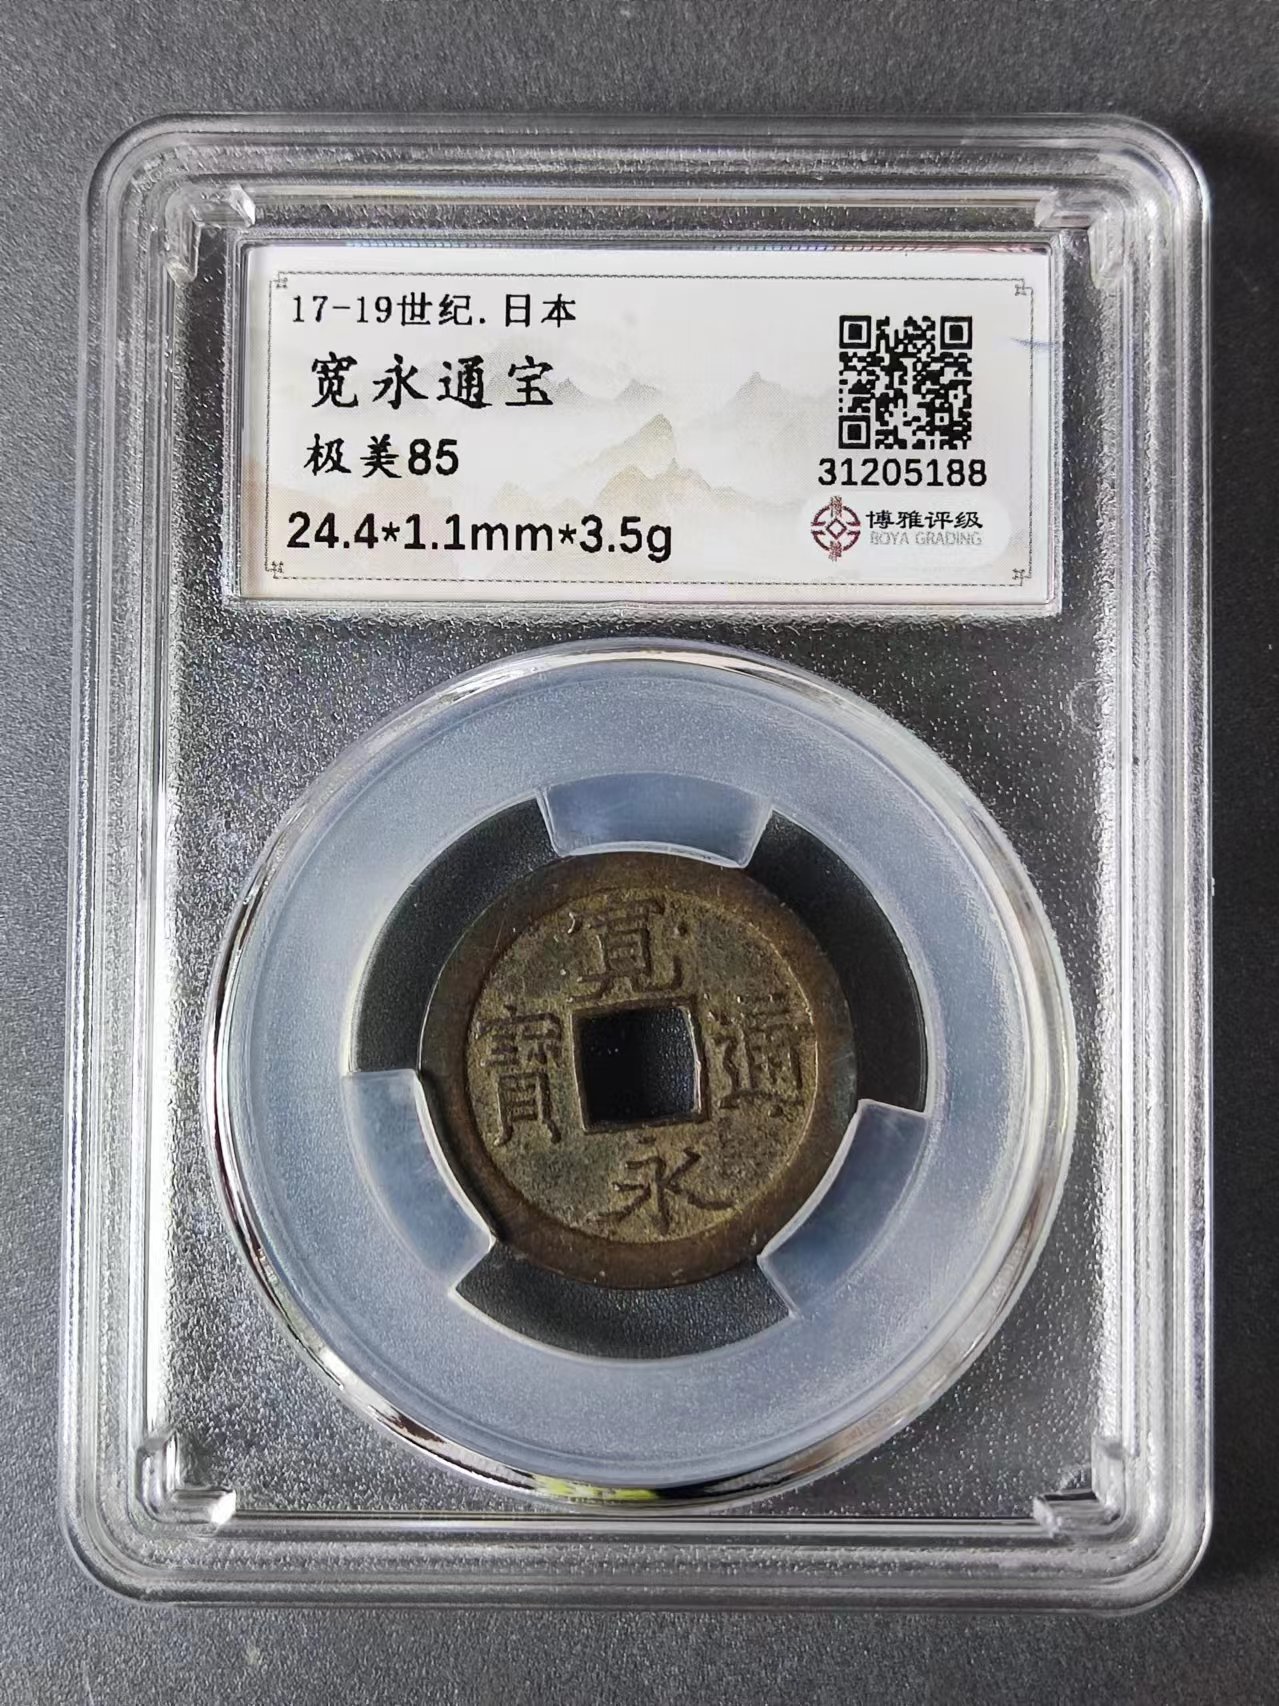 17-19世纪.日本
宽永通宝
极美85
24.4*1.1mm*3.5g
31205188
博雅评级
BOYA GRADING
寛
通
永
寳